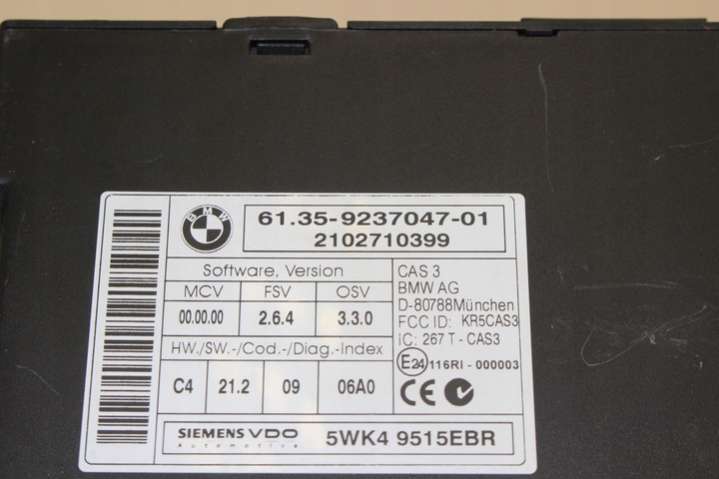 BMW
61.35-9237047-01
2102710399
Software, Version
MCV FSV OSV
00.00.00 2.6.4 3.3.0
HW./SW.-/Cod.-/Diag.-Index
C4 21.2 09 06A0
CAS 3
BMW AG
D-80788München
FCC ID: KR5CAS3
IC: 267 T - CAS3
E24 116RI - 000003
CE
SIEMENS VDO
Automotive
5WK4 9515EBR